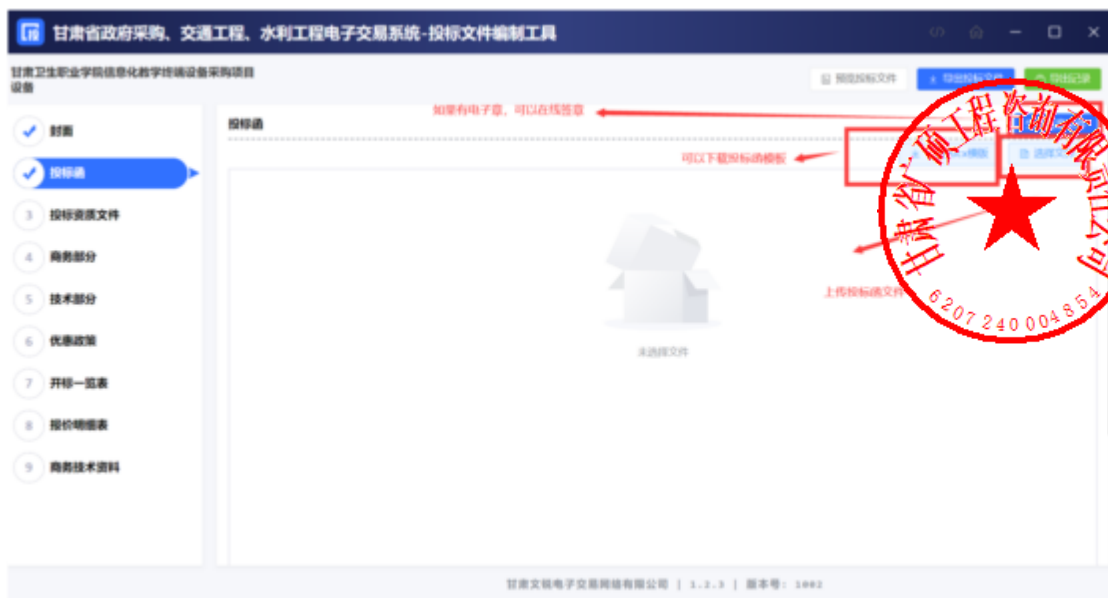 甘肃省政府采购、交通工程、水利工程电子交易系统-投标文件编制工具
甘肃卫生职业学院信息化教学终端设备采购项目
设备
预览投标文件
导出投标文件
导出记录
如果有电子章，可以在线签章
投标函
可以下载投标函模板
模板
选择文
上传投标函文件
未选择文件
封面
投标函
3 投标资质文件
4 商务部分
5 技术部分
6 优惠政策
7 开标一览表
8 报价明细表
9 商务技术资料
甘肃省广硕工程咨询有限责任公司
6207240004854
甘肃文锐电子交易网络有限公司 | 1.2.3 | 版本号: 1002